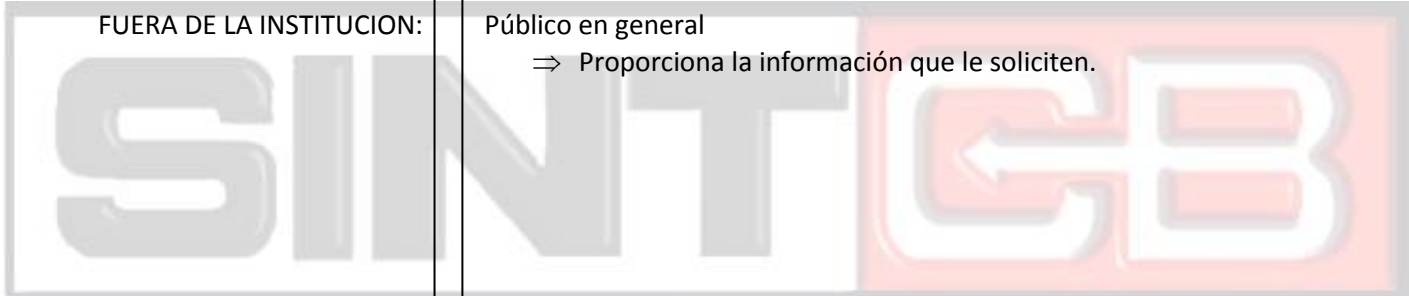 FUERA DE LA INSTITUCION:
Público en general
⇒ Proporciona la información que le soliciten.
SINTCB